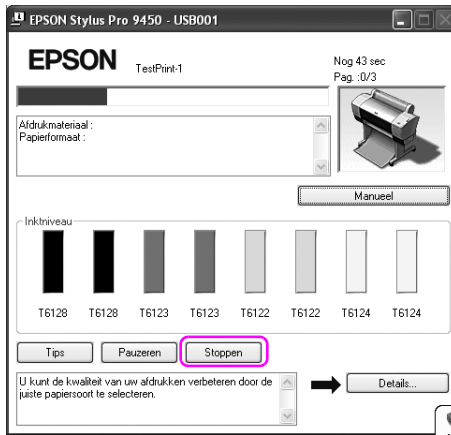 EPSON Stylus Pro 9450 - USB001
EPSON
TestPrint-1
Nog 43 sec
Pag. :0/3
Afdrukmateriaal :
Papierformaat :
Manueel
Inktniveau
T6128 T6128 T6123 T6123 T6122 T6122 T6124 T6124
Tips Pauzeren Stoppen
U kunt de kwaliteit van uw afdrukken verbeteren door de
juiste papiersoort te selecteren.
Details...